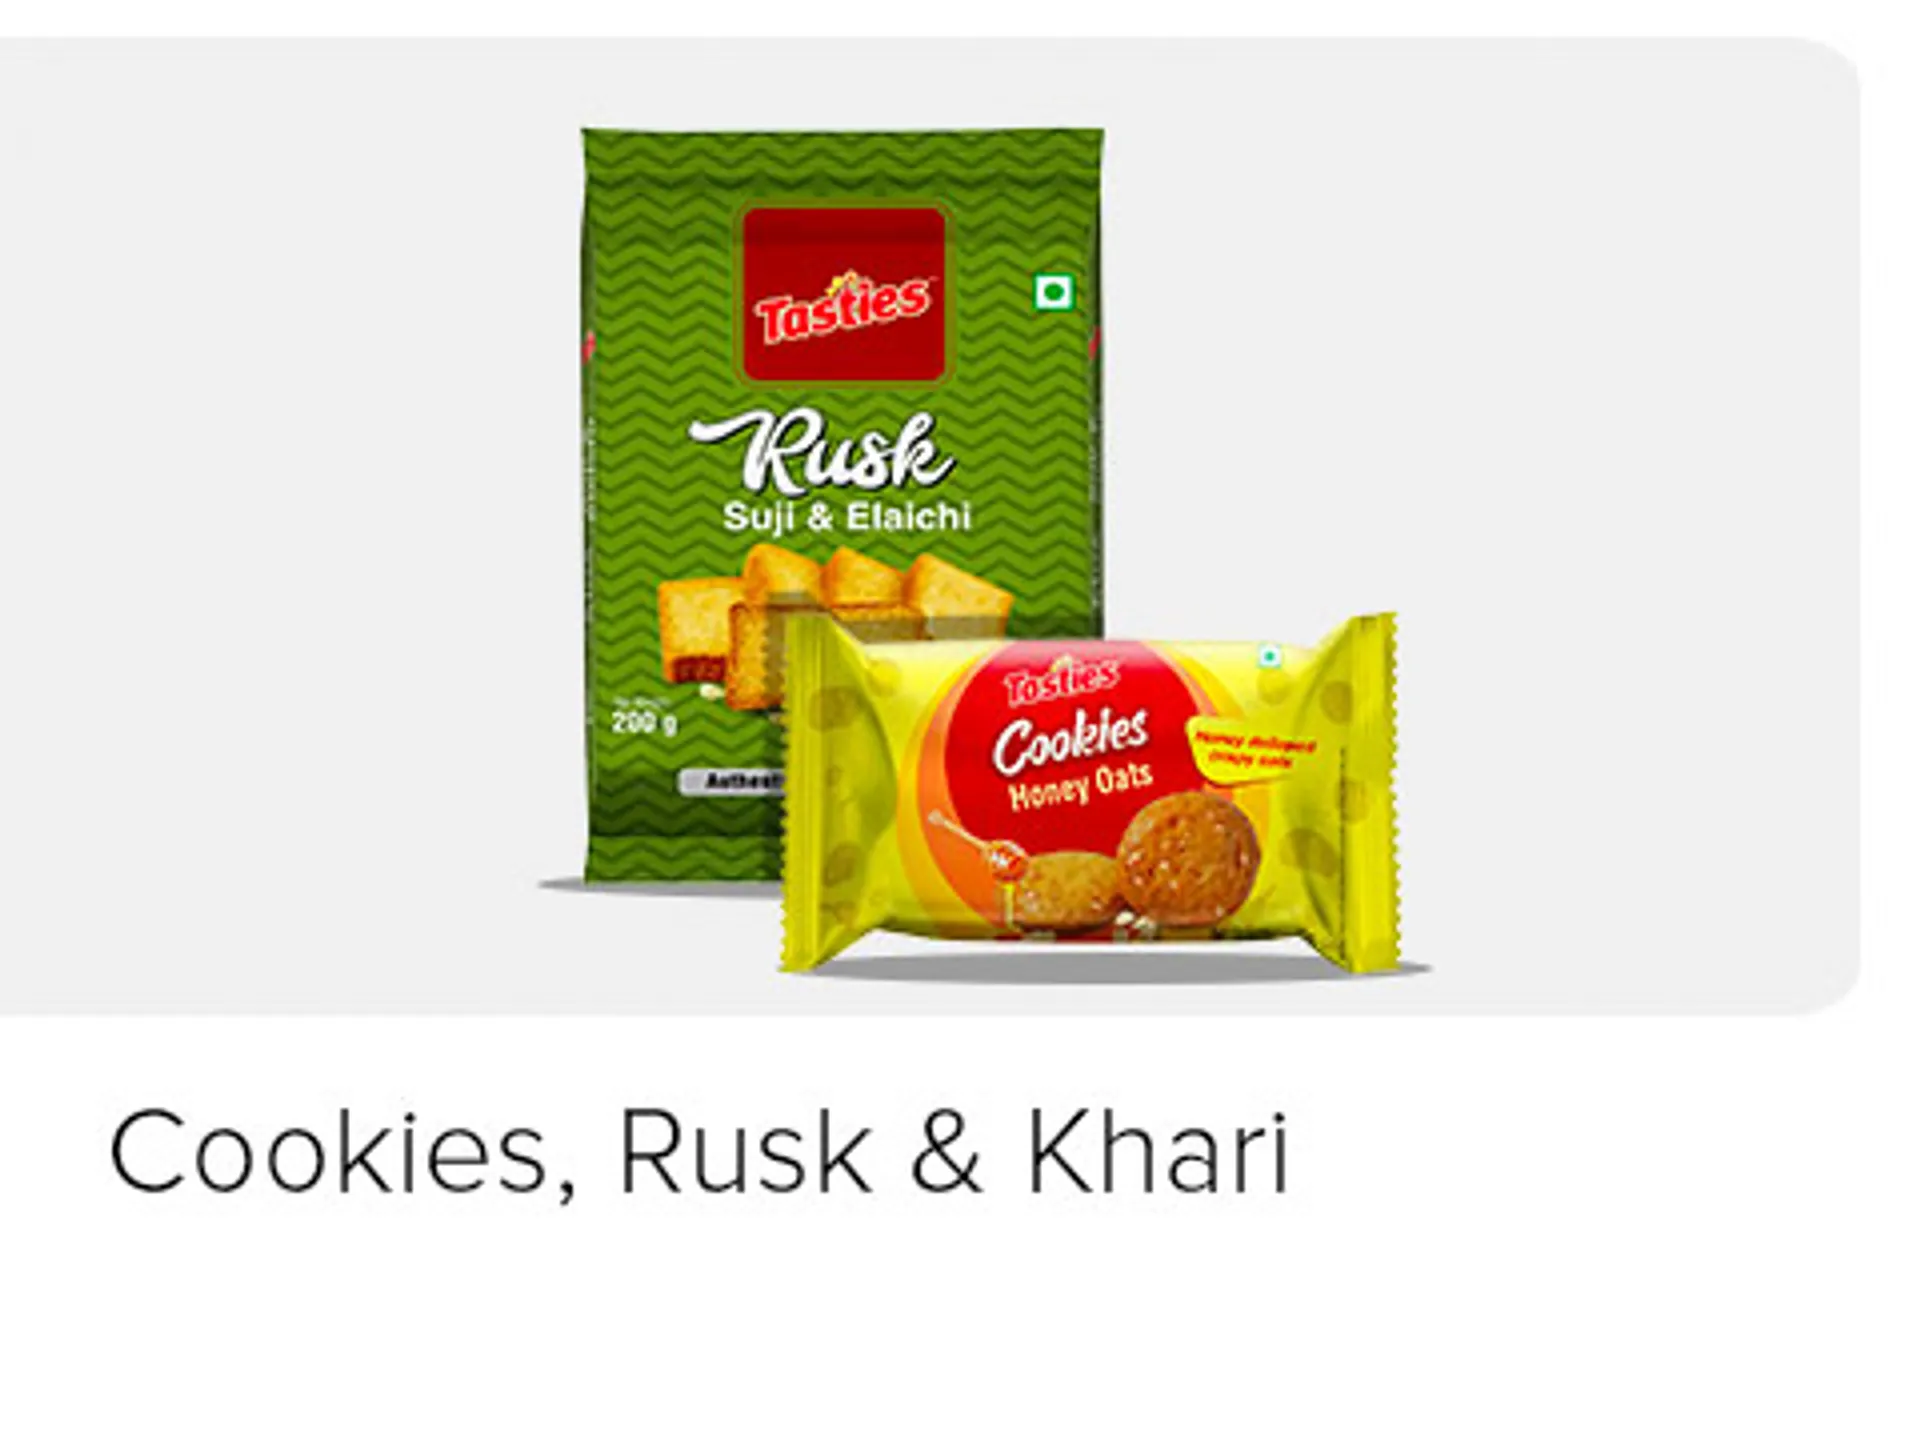 Tasties
Rusk
Suji & Elaichi
200 g
Tasties
Cookies
Honey Oats
Cookies, Rusk & Khari